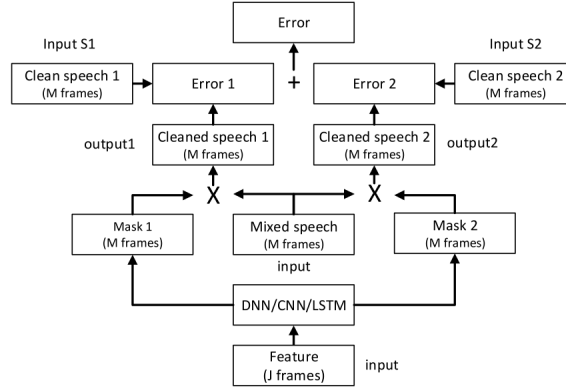 Error
Input S1
Input S2
Clean speech 1
(M frames)
Error 1
+
Error 2
Clean speech 2
(M frames)
output1
Cleaned speech 1
(M frames)
Cleaned speech 2
(M frames)
output2
X
X
Mask 1
(M frames)
Mixed speech
(M frames)
Mask 2
(M frames)
input
DNN/CNN/LSTM
Feature
(J frames)
input